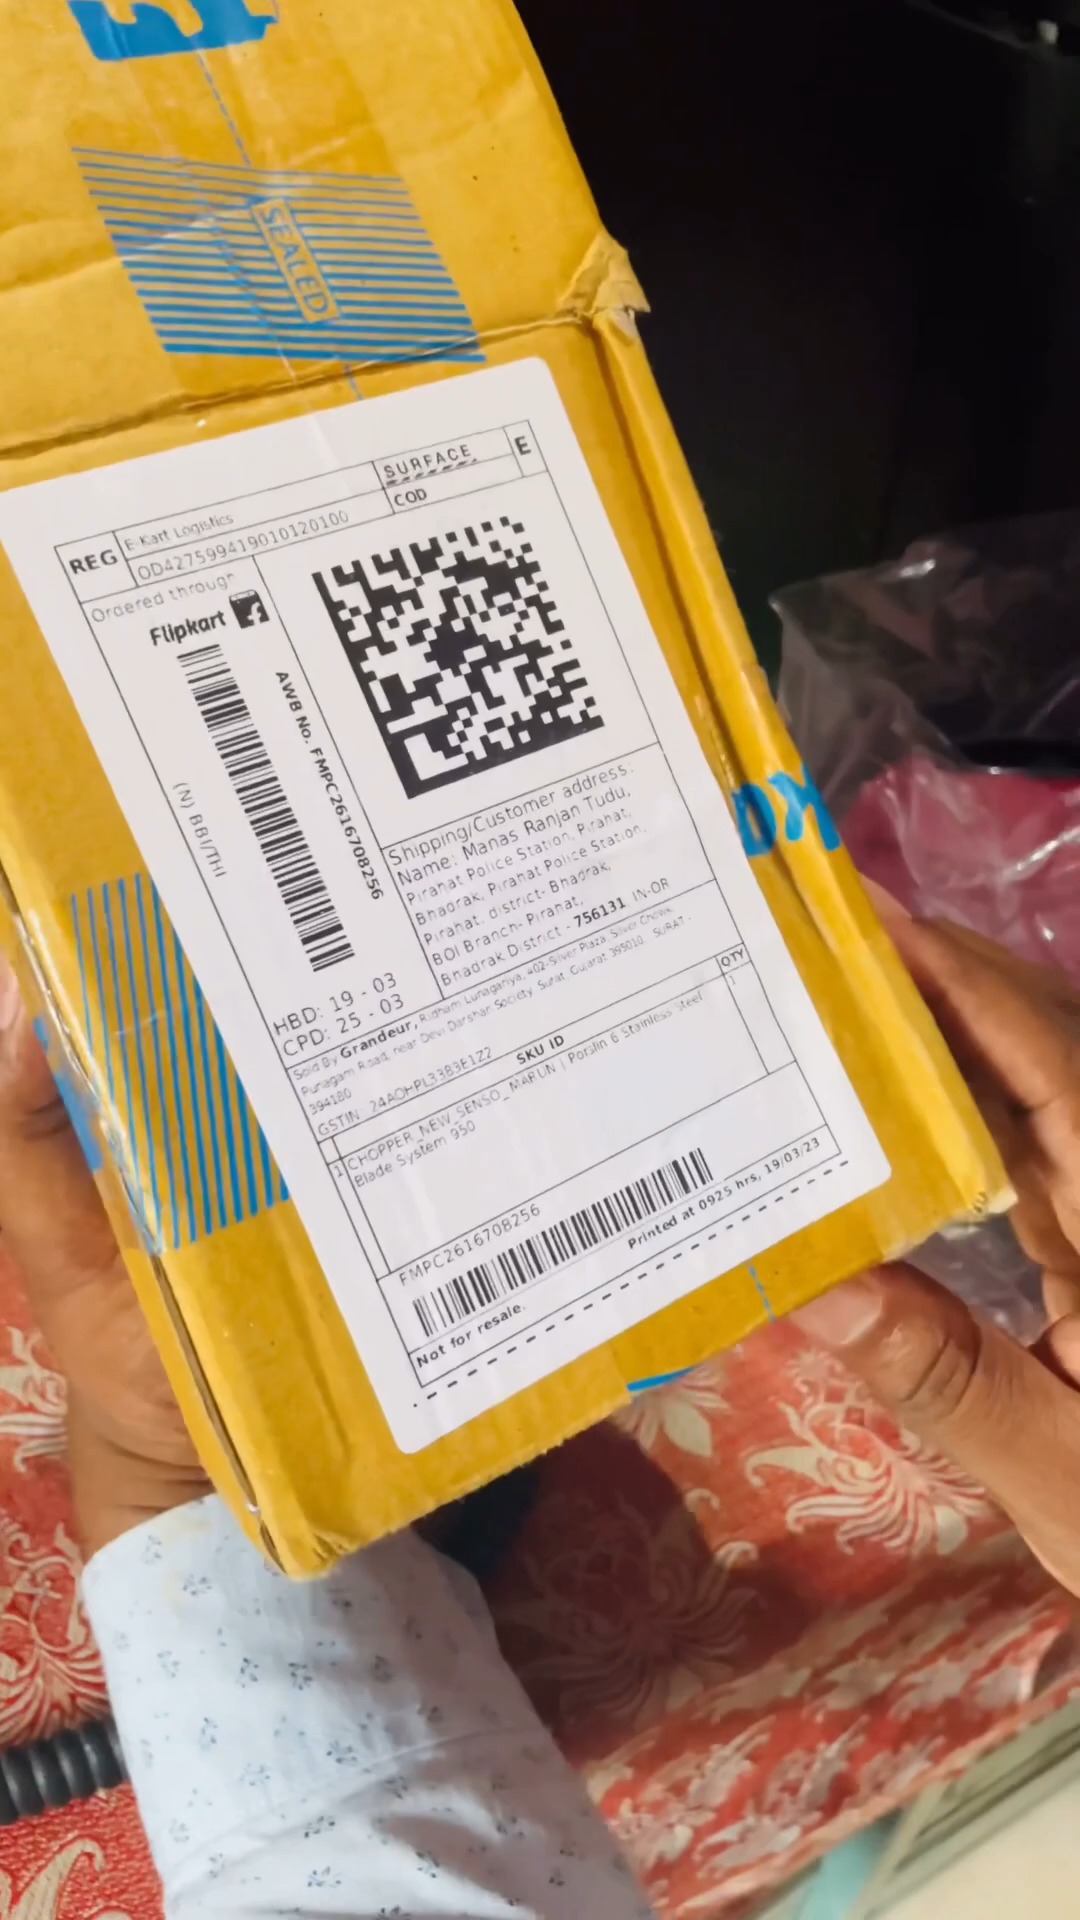 SEALED
SURFACE
E
REG
E-Kart Logistics
COD
OD427599419010120100
Ordered through
Flipkart
AWB No. FMPC2616708256
(N) BBI/THI
Shipping/Customer address:
Name: Manas Ranjan Tudu,
Pirahat Police Station, Pirahat,
Bhadrak, Pirahat Police Station,
Pirahat, district- Bhadrak,
BOI Branch- Pirahat,
Bhadrak District - 756131 IN-OR
HBD: 19 - 03
CPD: 25 - 03
Sold By Grandeur, Ridham Lunagariya, 402-Silver Plaza, Silver Chowk,
Punagam Road, near Devi Darshan Society, Surat, Gujarat 395010, SURAT -
394180
GSTIN: 24AOHPL3383E1Z2
SKU ID
QTY
1 CHOPPER_NEW_SENSO_MARUN | Porslin 6 Stainless Steel 1
Blade System 950
FMPC2616708256
Printed at 0925 hrs, 19/03/23
Not for resale.